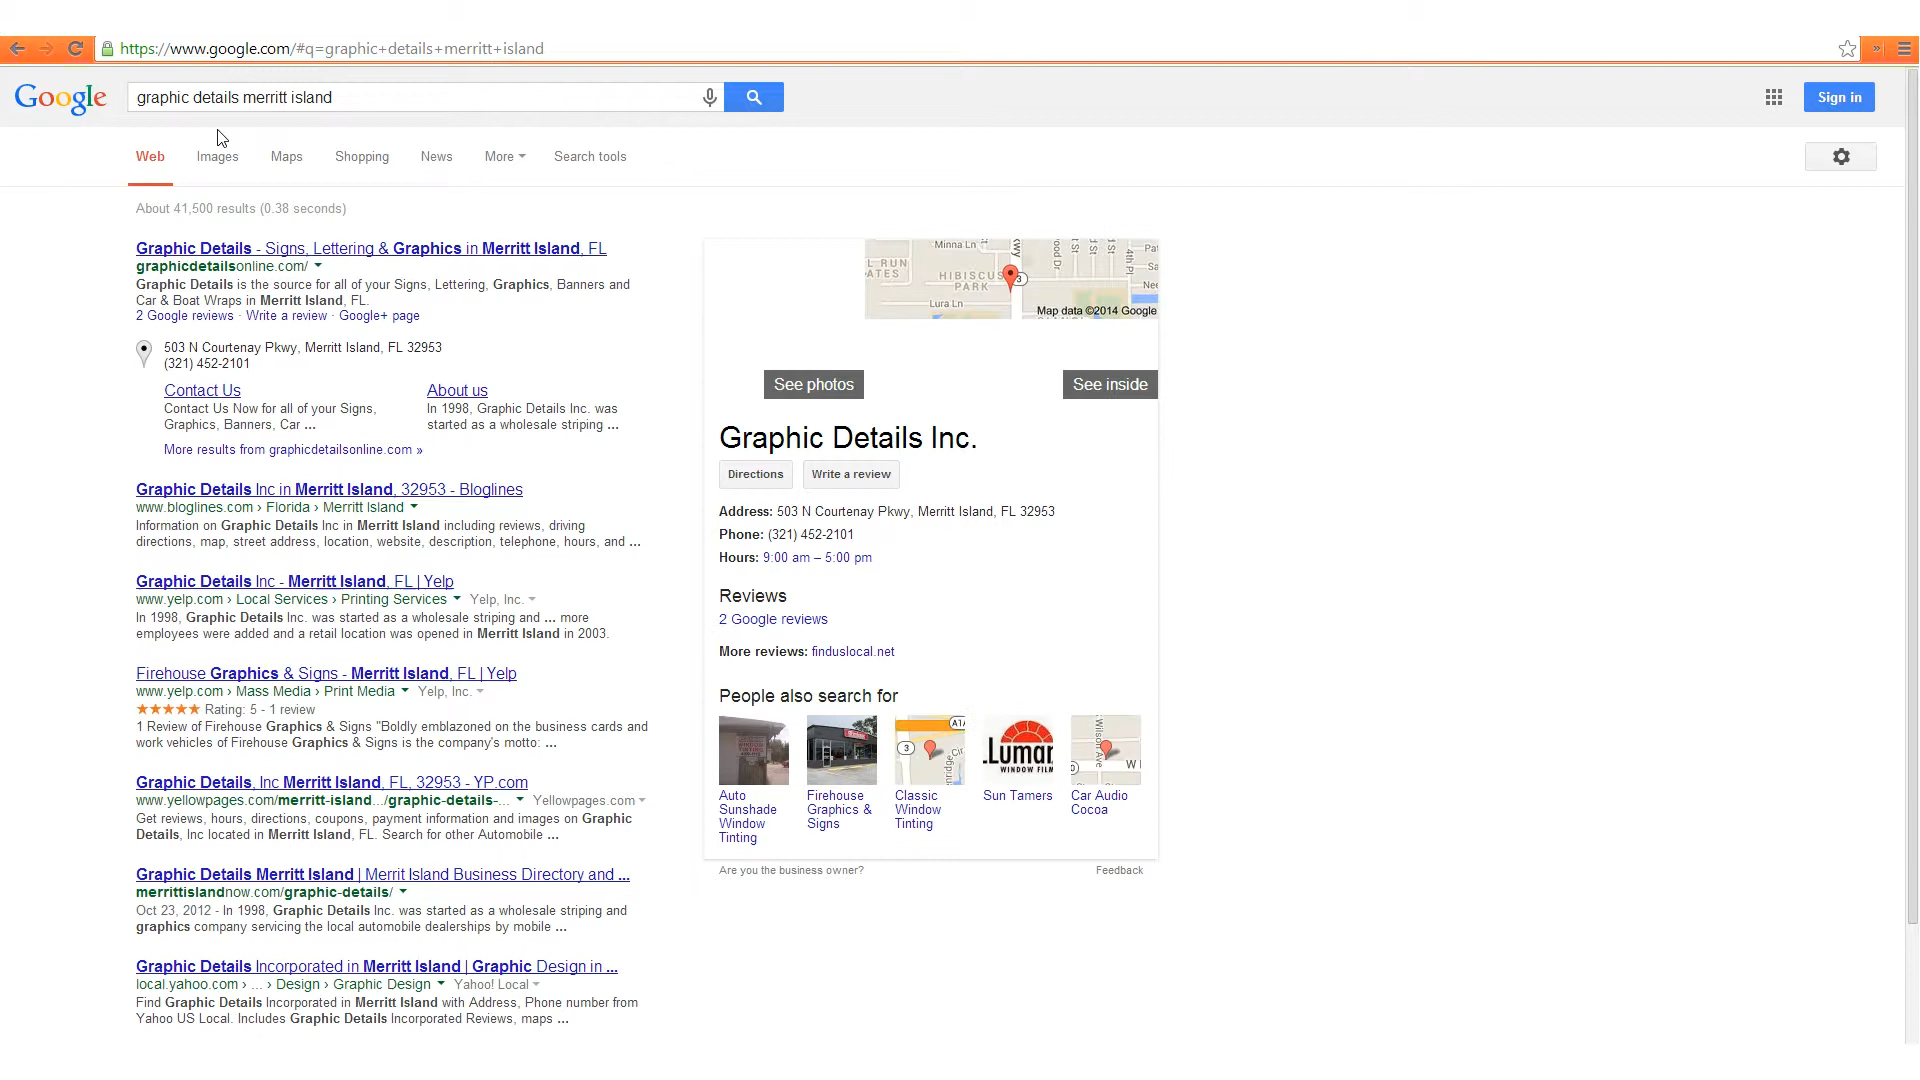 https://www.google.com/#q=graphic+details+merritt+island
»
Google
graphic details merritt island
Sign in
Web Images Maps Shopping News More Search tools
About 41,500 results (0.38 seconds)
Graphic Details - Signs, Lettering & Graphics in Merritt Island, FL
graphicdetailsonline.com/
Graphic Details is the source for all of your Signs, Lettering, Graphics, Banners and
Car & Boat Wraps in Merritt Island, FL.
2 Google reviews · Write a review · Google+ page
503 N Courtenay Pkwy, Merritt Island, FL 32953
(321) 452-2101
Contact Us
Contact Us Now for all of your Signs,
Graphics, Banners, Car ...
About us
In 1998, Graphic Details Inc. was
started as a wholesale striping ...
More results from graphicdetailsonline.com »
Graphic Details Inc in Merritt Island, 32953 - Bloglines
www.bloglines.com › Florida › Merritt Island
Information on Graphic Details Inc in Merritt Island including reviews, driving
directions, map, street address, location, website, description, telephone, hours, and ...
Graphic Details Inc - Merritt Island, FL | Yelp
www.yelp.com › Local Services › Printing Services Yelp, Inc.
In 1998, Graphic Details Inc. was started as a wholesale striping and ... more
employees were added and a retail location was opened in Merritt Island in 2003.
Firehouse Graphics & Signs - Merritt Island, FL | Yelp
www.yelp.com › Mass Media › Print Media Yelp, Inc.
Rating: 5 - 1 review
1 Review of Firehouse Graphics & Signs "Boldly emblazoned on the business cards and
work vehicles of Firehouse Graphics & Signs is the company's motto: ...
Graphic Details, Inc Merritt Island, FL, 32953 - YP.com
www.yellowpages.com/merritt-island.../graphic-details-... Yellowpages.com
Get reviews, hours, directions, coupons, payment information and images on Graphic
Details, Inc located in Merritt Island, FL. Search for other Automobile ...
Graphic Details Merritt Island | Merrit Island Business Directory and ...
merrittislandnow.com/graphic-details/
Oct 23, 2012 - In 1998, Graphic Details Inc. was started as a wholesale striping and
graphics company servicing the local automobile dealerships by mobile ...
Graphic Details Incorporated in Merritt Island | Graphic Design in ...
local.yahoo.com › ... › Design › Graphic Design Yahoo! Local
Find Graphic Details Incorporated in Merritt Island with Address, Phone number from
Yahoo US Local. Includes Graphic Details Incorporated Reviews, maps ...
Minna Ln
HIBISCUS
PARK
3
Lura Ln
Map data ©2014 Google
See photos
See inside
Graphic Details Inc.
Directions
Write a review
Address: 503 N Courtenay Pkwy, Merritt Island, FL 32953
Phone: (321) 452-2101
Hours: 9:00 am – 5:00 pm
Reviews
2 Google reviews
More reviews: finduslocal.net
People also search for
A1A
3
LUMAR
WINDOW FILM
Wilson Ave
Auto
Sunshade
Window
Tinting
Firehouse
Graphics &
Signs
Classic
Window
Tinting
Sun Tamers
Car Audio
Cocoa
Are you the business owner?
Feedback